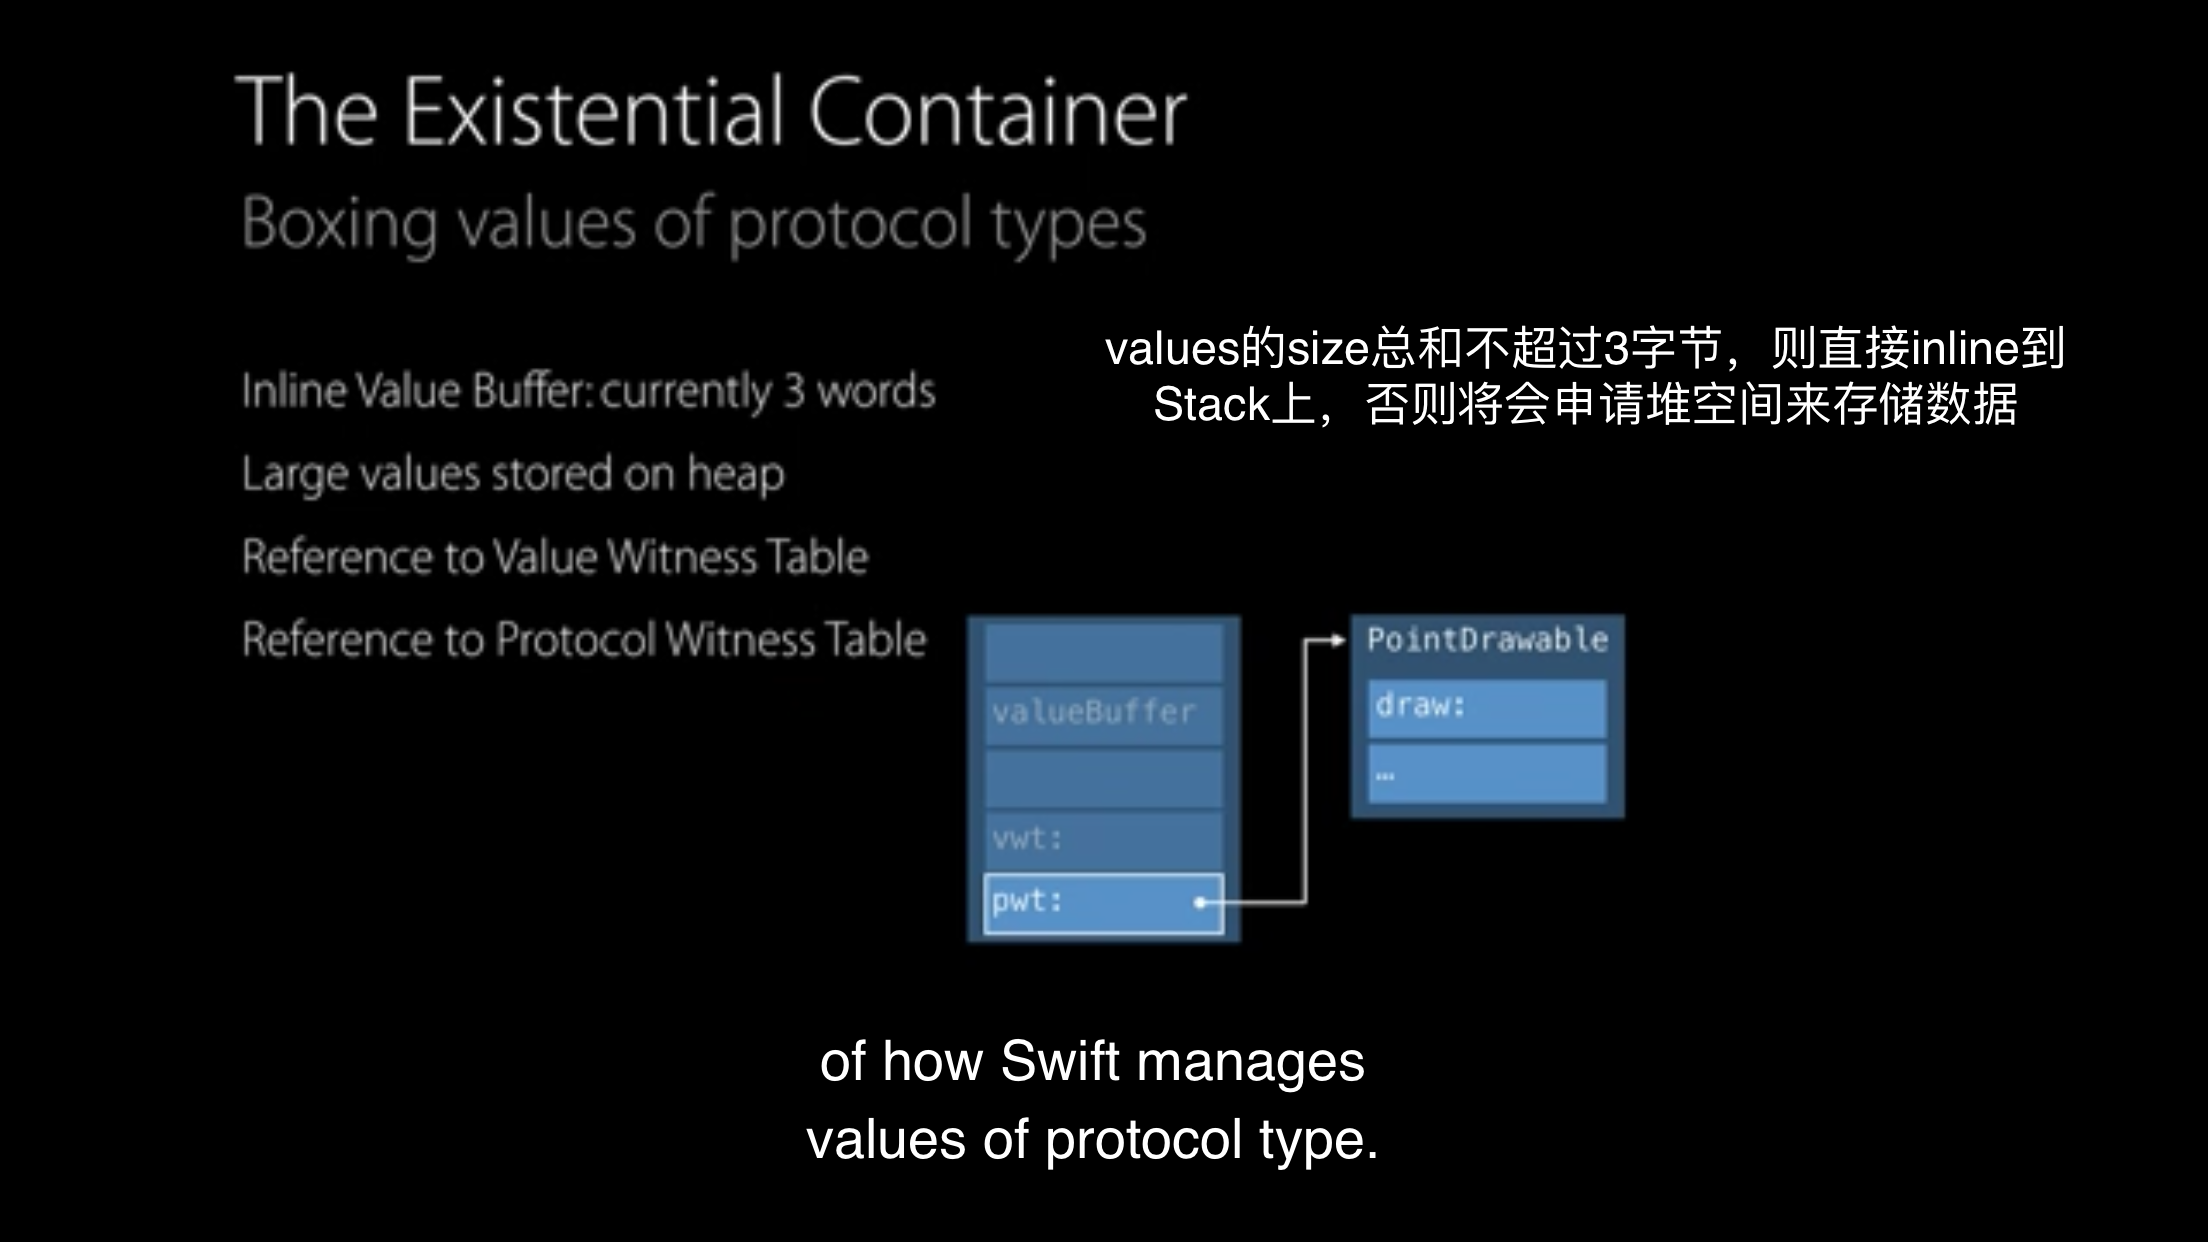 The Existential Container
Boxing values of protocol types
values的size总和不超过3字节，则直接inline到
Stack上，否则将会申请堆空间来存储数据
Inline Value Buffer: currently 3 words
Large values stored on heap
Reference to Value Witness Table
Reference to Protocol Witness Table
valueBuffer
vwt:
pwt:
PointDrawable
draw:
…
of how Swift manages
values of protocol type.